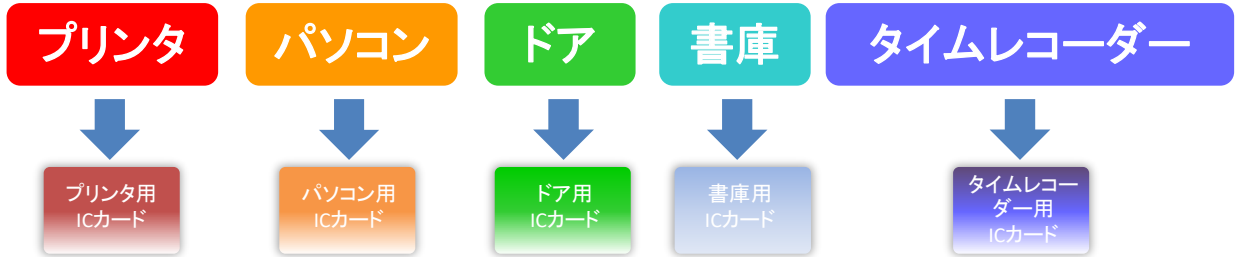 プリンタ
パソコン
ドア
書庫
タイムレコーダー
プリンタ用
ICカード
パソコン用
ICカード
ドア用
ICカード
書庫用
ICカード
タイムレコー
ダー用
ICカード